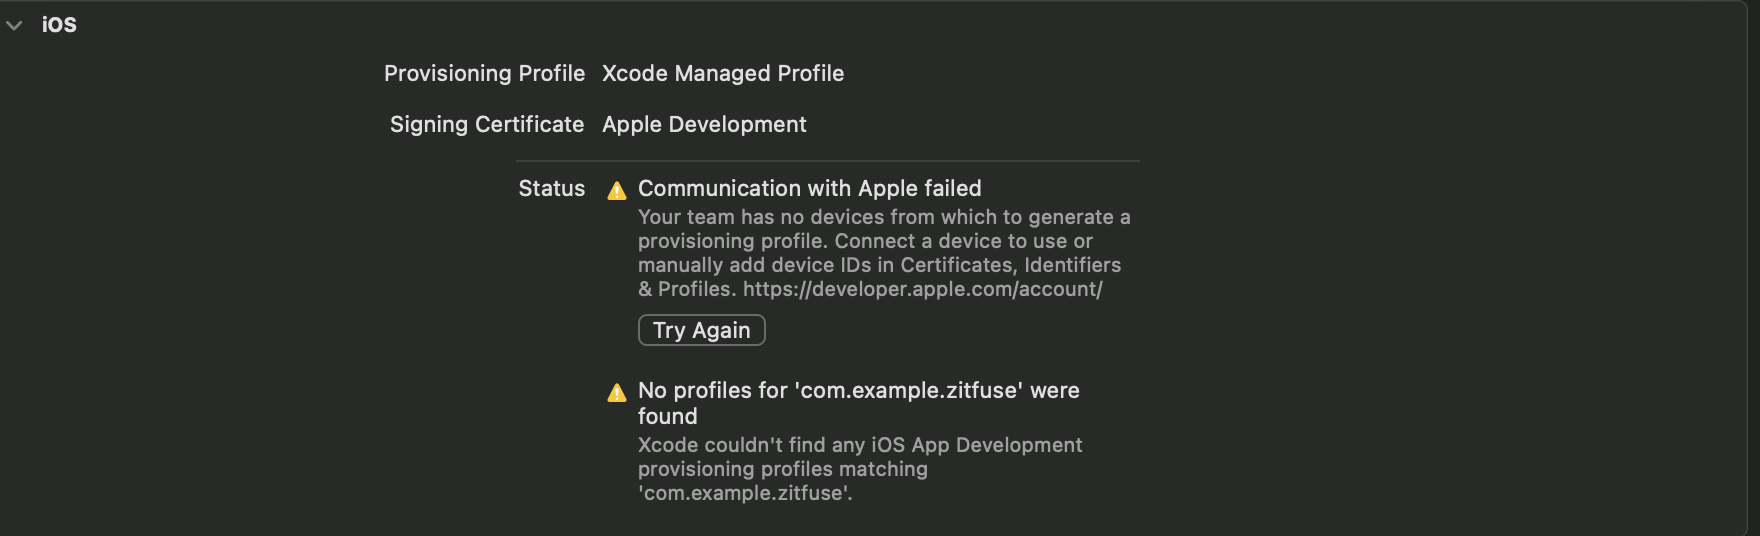 iOS
Provisioning Profile Xcode Managed Profile
Signing Certificate Apple Development
Status Communication with Apple failed
Your team has no devices from which to generate a
provisioning profile. Connect a device to use or
manually add device IDs in Certificates, Identifiers
& Profiles. https://developer.apple.com/account/
Try Again
No profiles for 'com.example.zitfuse' were
found
Xcode couldn't find any iOS App Development
provisioning profiles matching
'com.example.zitfuse'.